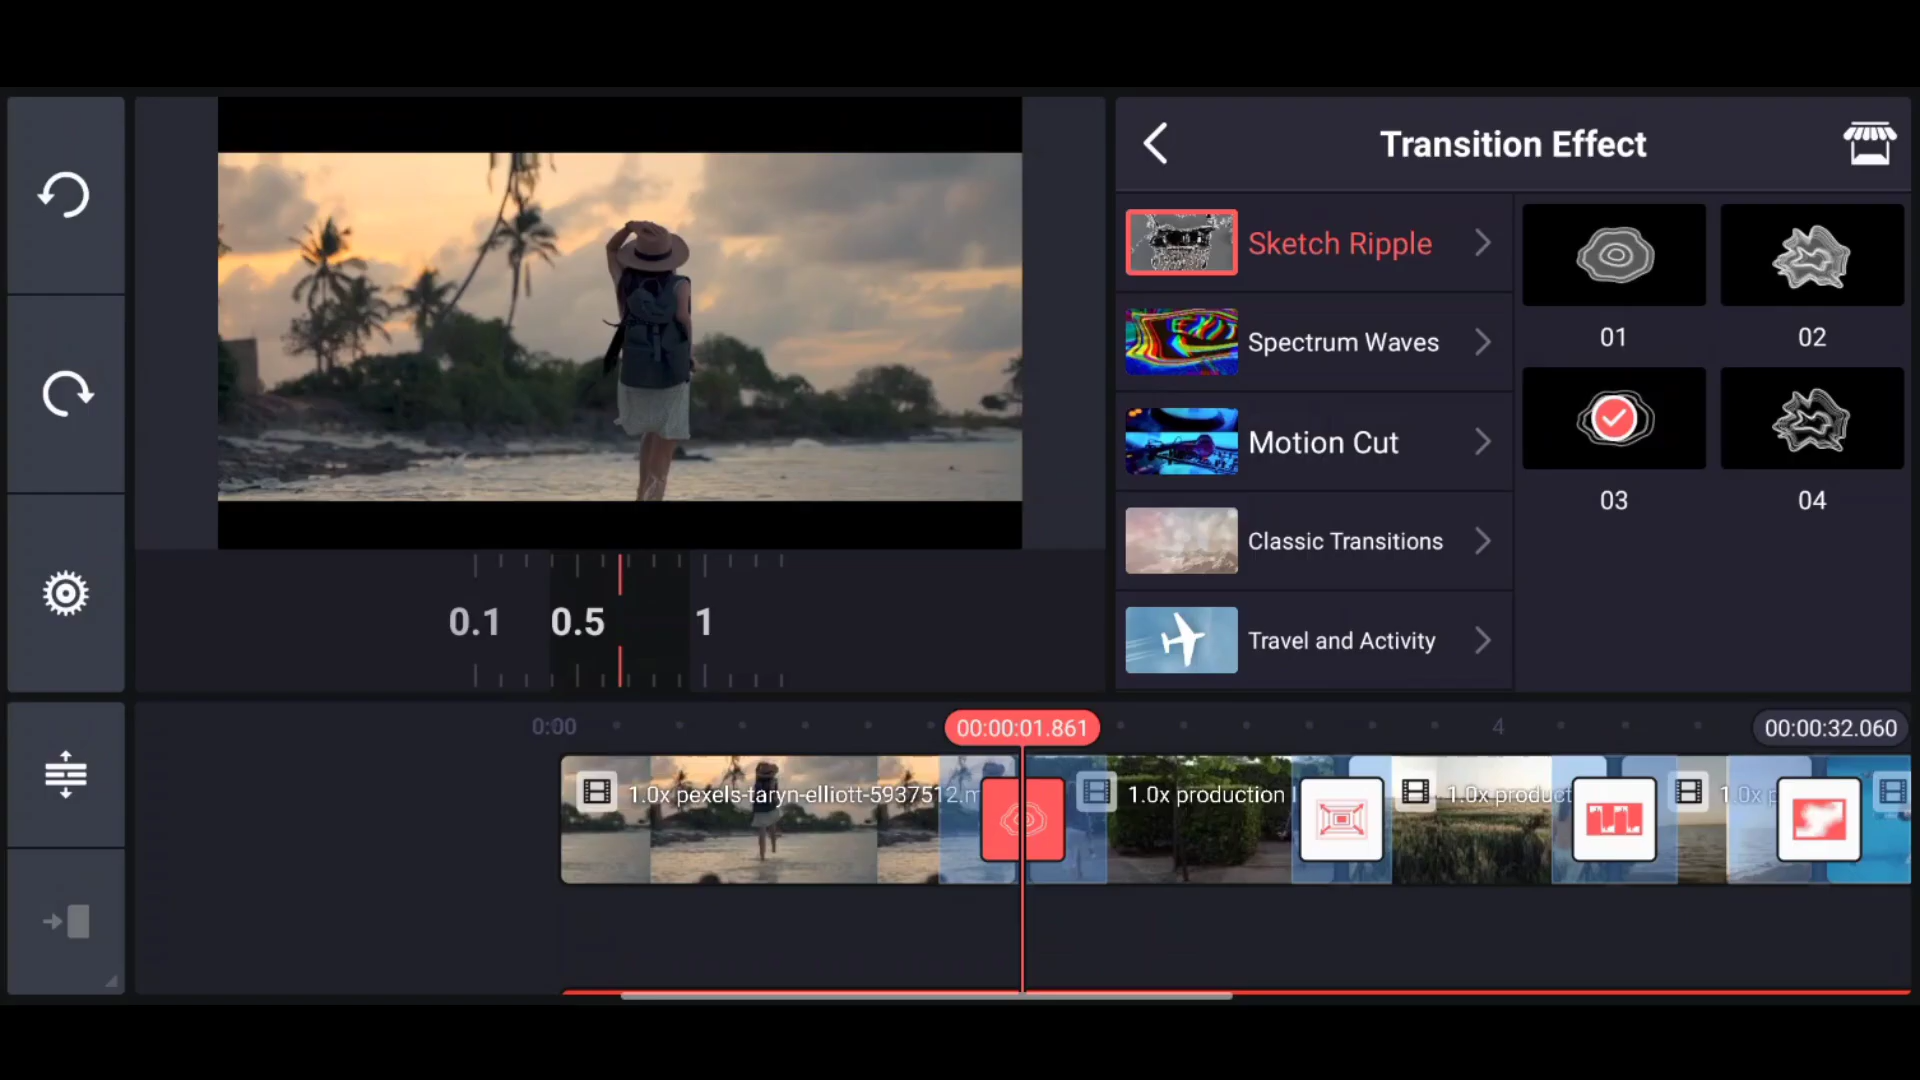 Transition Effect
Sketch Ripple
Spectrum Waves
Motion Cut
Classic Transitions
Travel and Activity
01
02
03
04
0.1
0.5
1
0:00
00:00:01.861
4
00:00:32.060
1.0x pexels-taryn-elliott-5937512.m
1.0x production
1.0x product
1.0x p